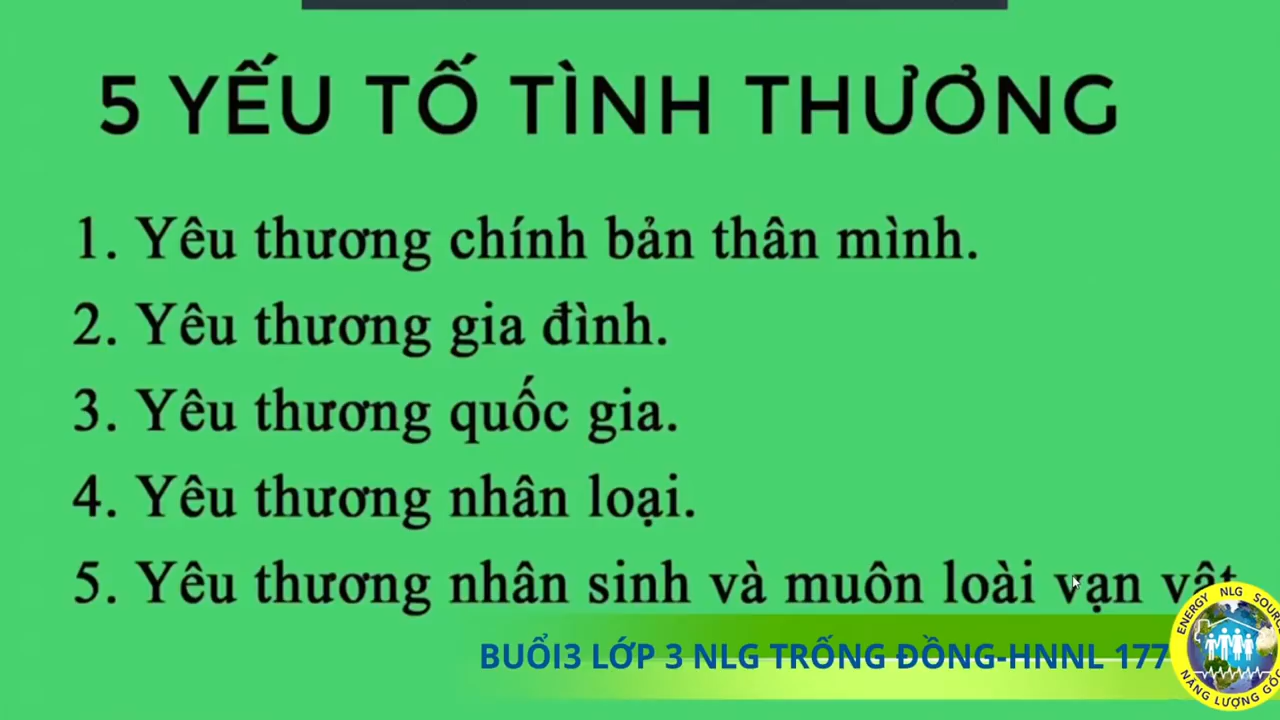 5 YẾU TỐ TÌNH THƯƠNG
1. Yêu thương chính bản thân mình.
2. Yêu thương gia đình.
3. Yêu thương quốc gia.
4. Yêu thương nhân loại.
5. Yêu thương nhân sinh và muôn loài vạn vật
BUỔI3 LỚP 3 NLG TRỐNG ĐỒNG-HNNL 177
ENERGY NLG SOURCE
NĂNG LƯỢNG GỐC